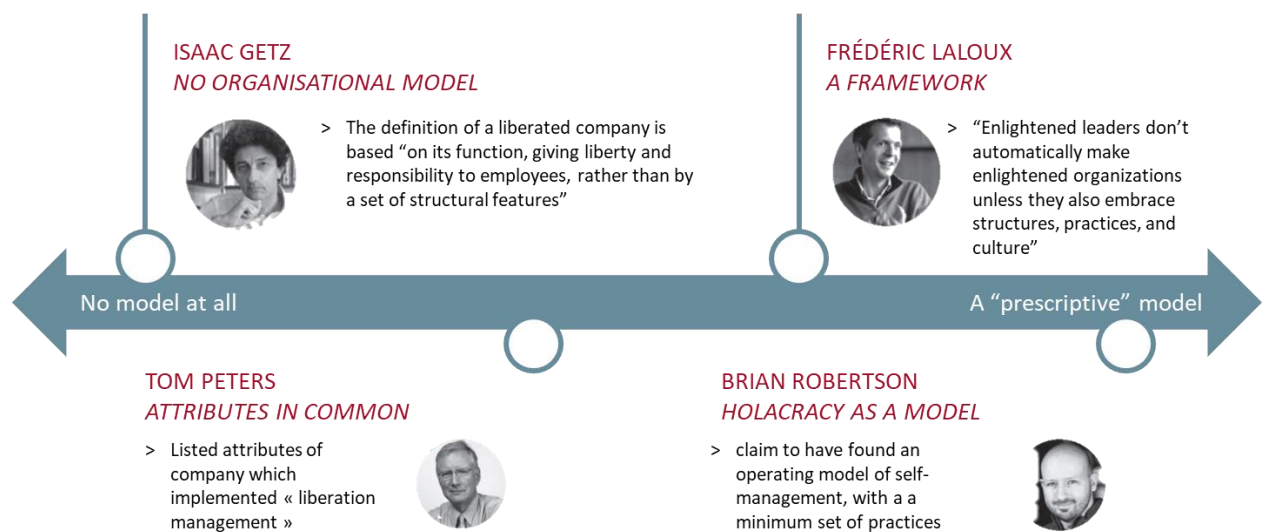 ISAAC GETZ
NO ORGANISATIONAL MODEL
> The definition of a liberated company is
based “on its function, giving liberty and
responsibility to employees, rather than by
a set of structural features”
FRÉDÉRIC LALOUX
A FRAMEWORK
> “Enlightened leaders don’t
automatically make
enlightened organizations
unless they also embrace
structures, practices, and
culture”
No model at all
A “prescriptive” model
TOM PETERS
ATTRIBUTES IN COMMON
> Listed attributes of
company which
implemented « liberation
management »
BRIAN ROBERTSON
HOLACRACY AS A MODEL
> claim to have found an
operating model of self-
management, with a a
minimum set of practices